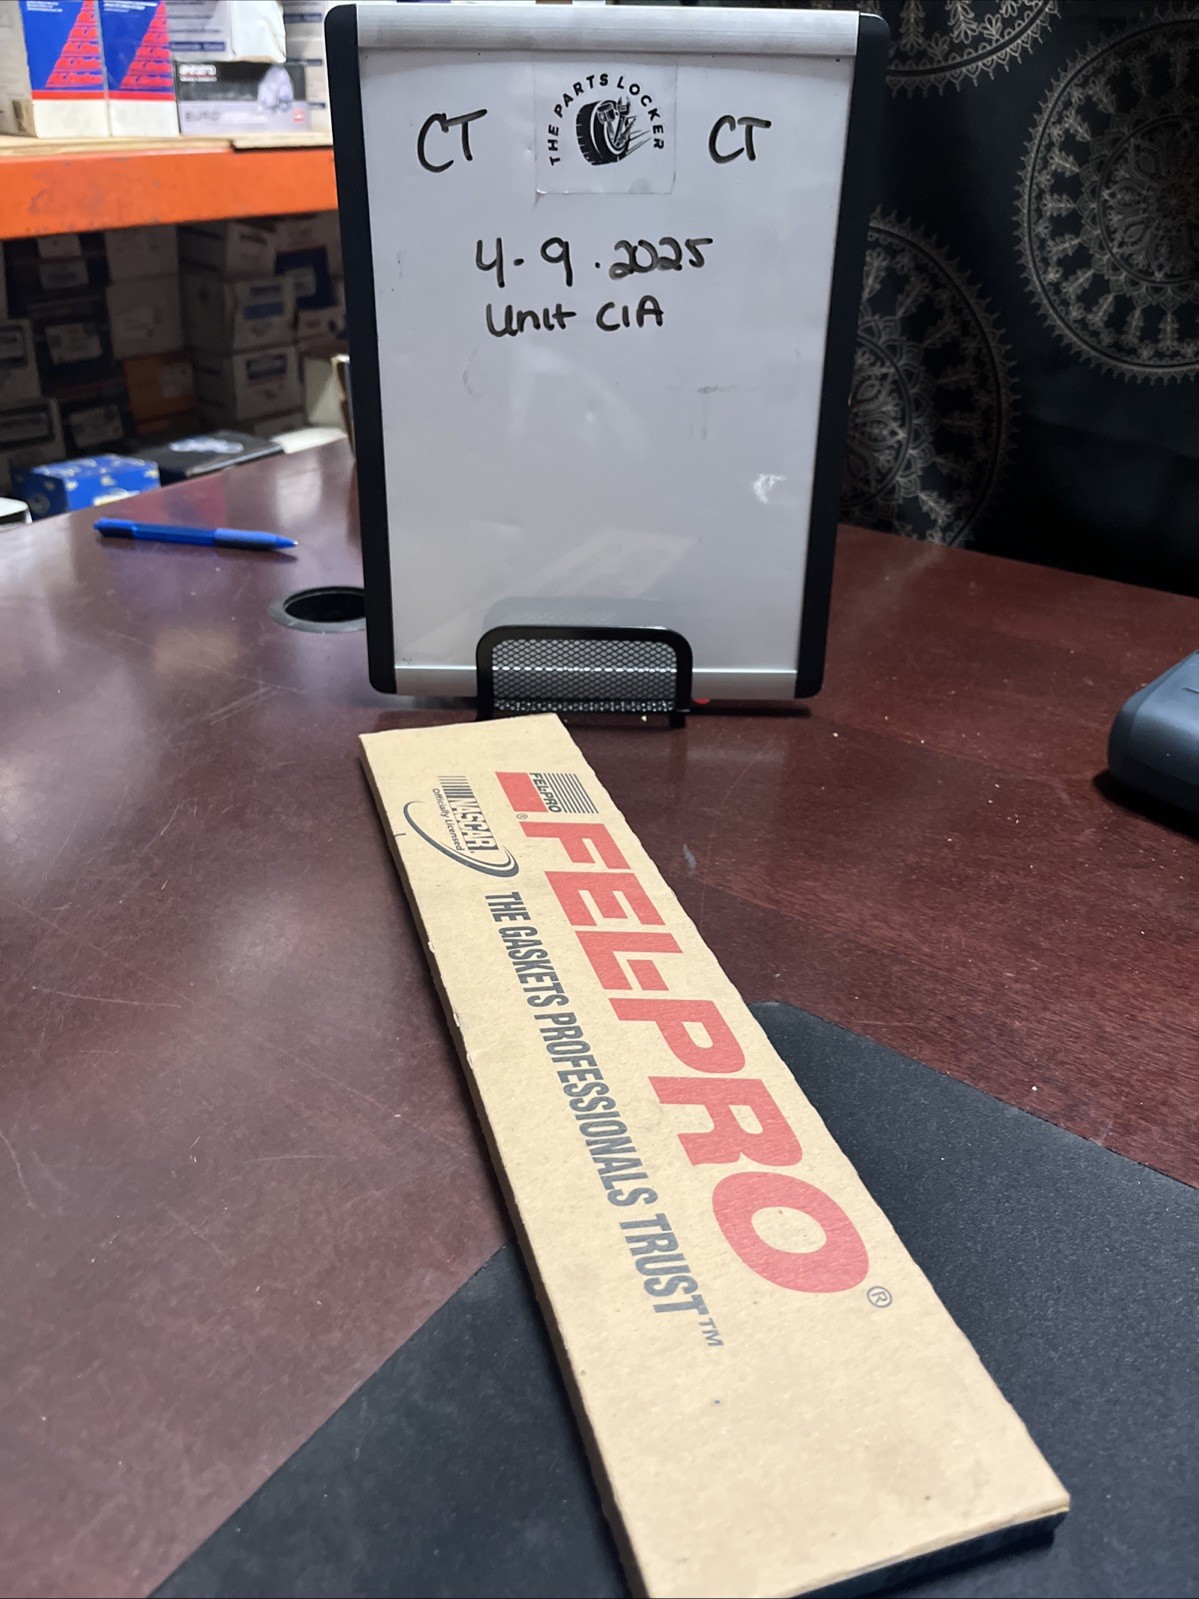 THE PARTS LOCKER
CT CT
4-9.2025
Unit C1A
FEL-PRO
FEL-PRO®
NASCAR
Officially Licensed
THE GASKETS PROFESSIONALS TRUST™